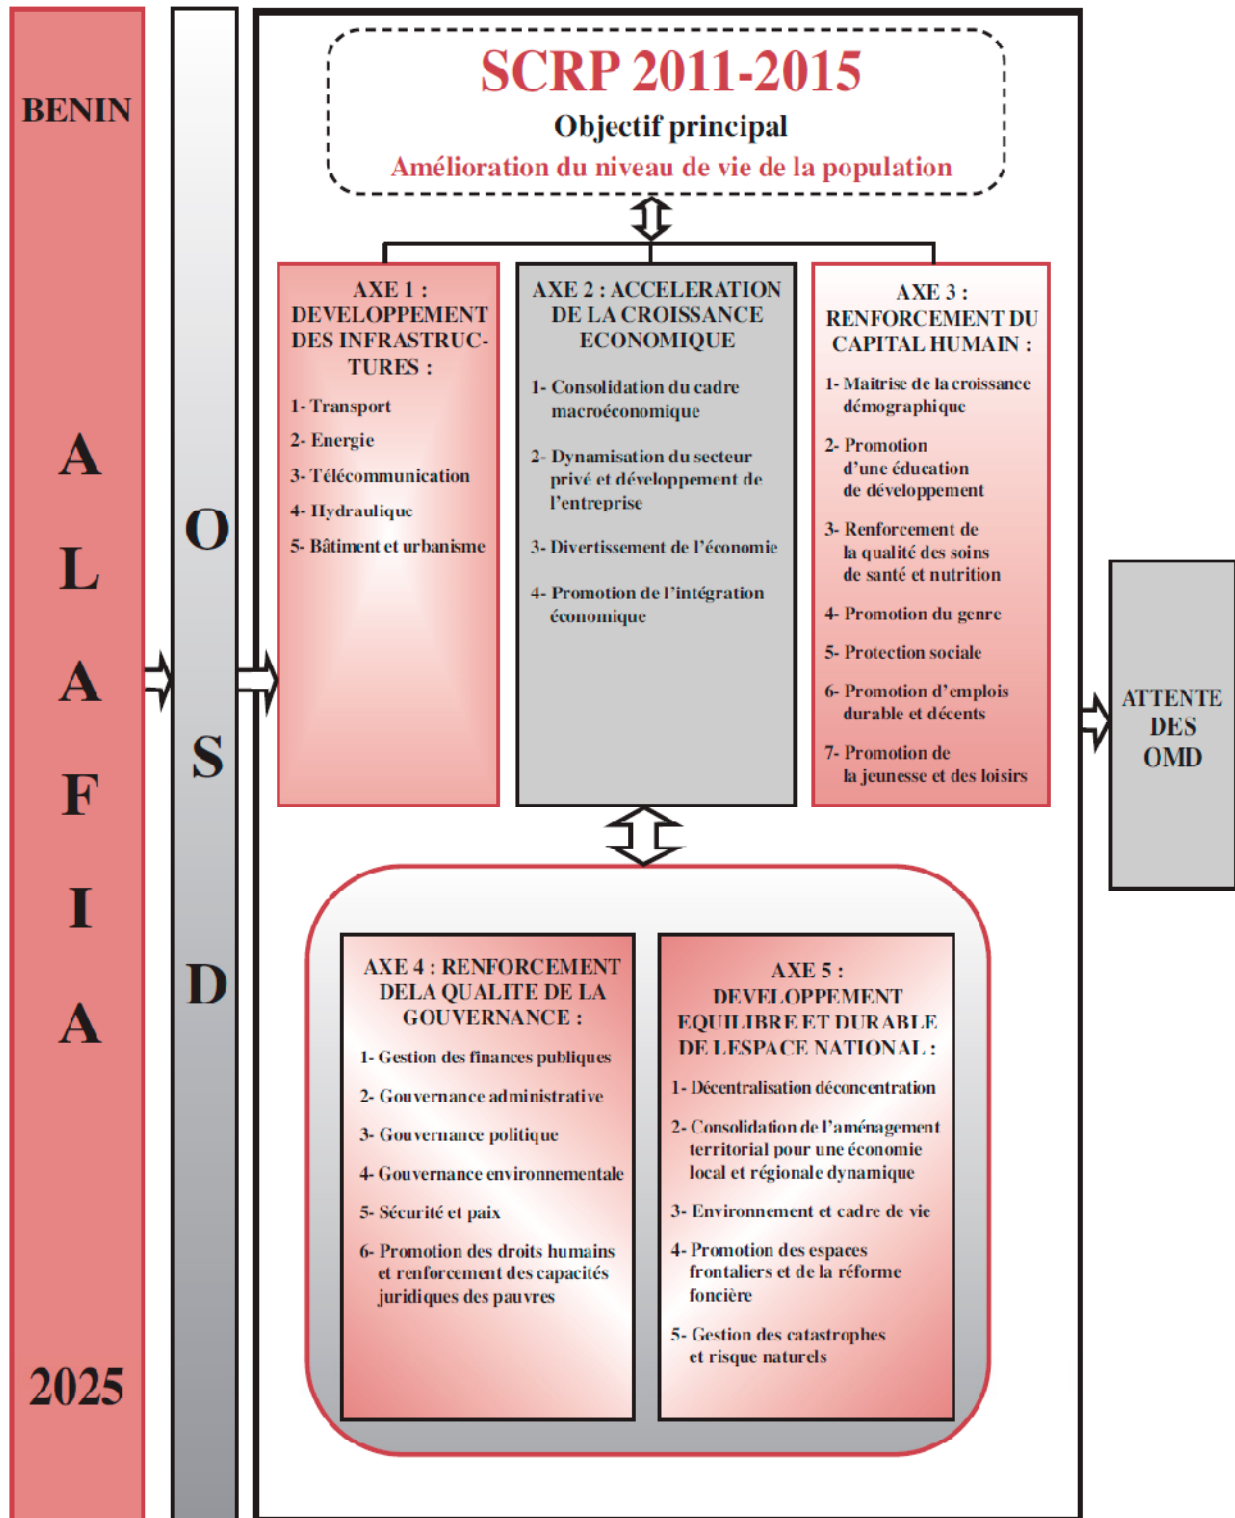 BENIN
A
L
A
F
I
A
2025
O
S
D
SCRP 2011-2015
Objectif principal
Amélioration du niveau de vie de la population
AXE 1 :
DEVELOPPEMENT
DES INFRASTRUC-
TURES :
1- Transport
2- Energie
3- Télécommunication
4- Hydraulique
5- Bâtiment et urbanisme
AXE 2 : ACCELERATION
DE LA CROISSANCE
ECONOMIQUE
1- Consolidation du cadre
macroéconomique
2- Dynamisation du secteur
privé et développement de
l’entreprise
3- Divertissement de l’économie
4- Promotion de l’intégration
économique
AXE 3 :
RENFORCEMENT DU
CAPITAL HUMAIN :
1- Maitrise de la croissance
démographique
2- Promotion
d’une éducation
de développement
3- Renforcement de
la qualité des soins
de santé et nutrition
4- Promotion du genre
5- Protection sociale
6- Promotion d’emplois
durable et décents
7- Promotion de
la jeunesse et des loisirs
AXE 4 : RENFORCEMENT
DELA QUALITE DE LA
GOUVERNANCE :
1- Gestion des finances publiques
2- Gouvernance administrative
3- Gouvernance politique
4- Gouvernance environnementale
5- Sécurité et paix
6- Promotion des droits humains
et renforcement des capacités
juridiques des pauvres
AXE 5 :
DEVELOPPEMENT
EQUILIBRE ET DURABLE
DE LESPACE NATIONAL :
1- Décentralisation déconcentration
2- Consolidation de l’aménagement
territorial pour une économie
local et régionale dynamique
3- Environnement et cadre de vie
4- Promotion des espaces
frontaliers et de la réforme
foncière
5- Gestion des catastrophes
et risque naturels
ATTENTE
DES
OMD